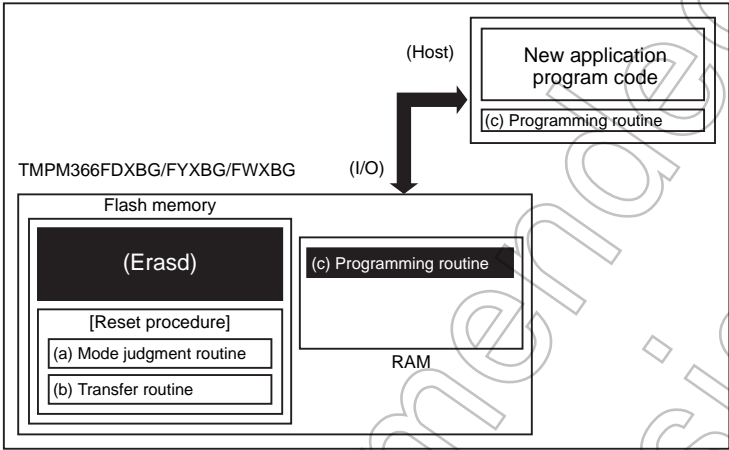 (Host)
New application
program code
(c) Programming routine
TMPM366FDXBG/FYXBG/FWXBG
(I/O)
Flash memory
(Erasd)
(c) Programming routine
[Reset procedure]
(a) Mode judgment routine
(b) Transfer routine
RAM